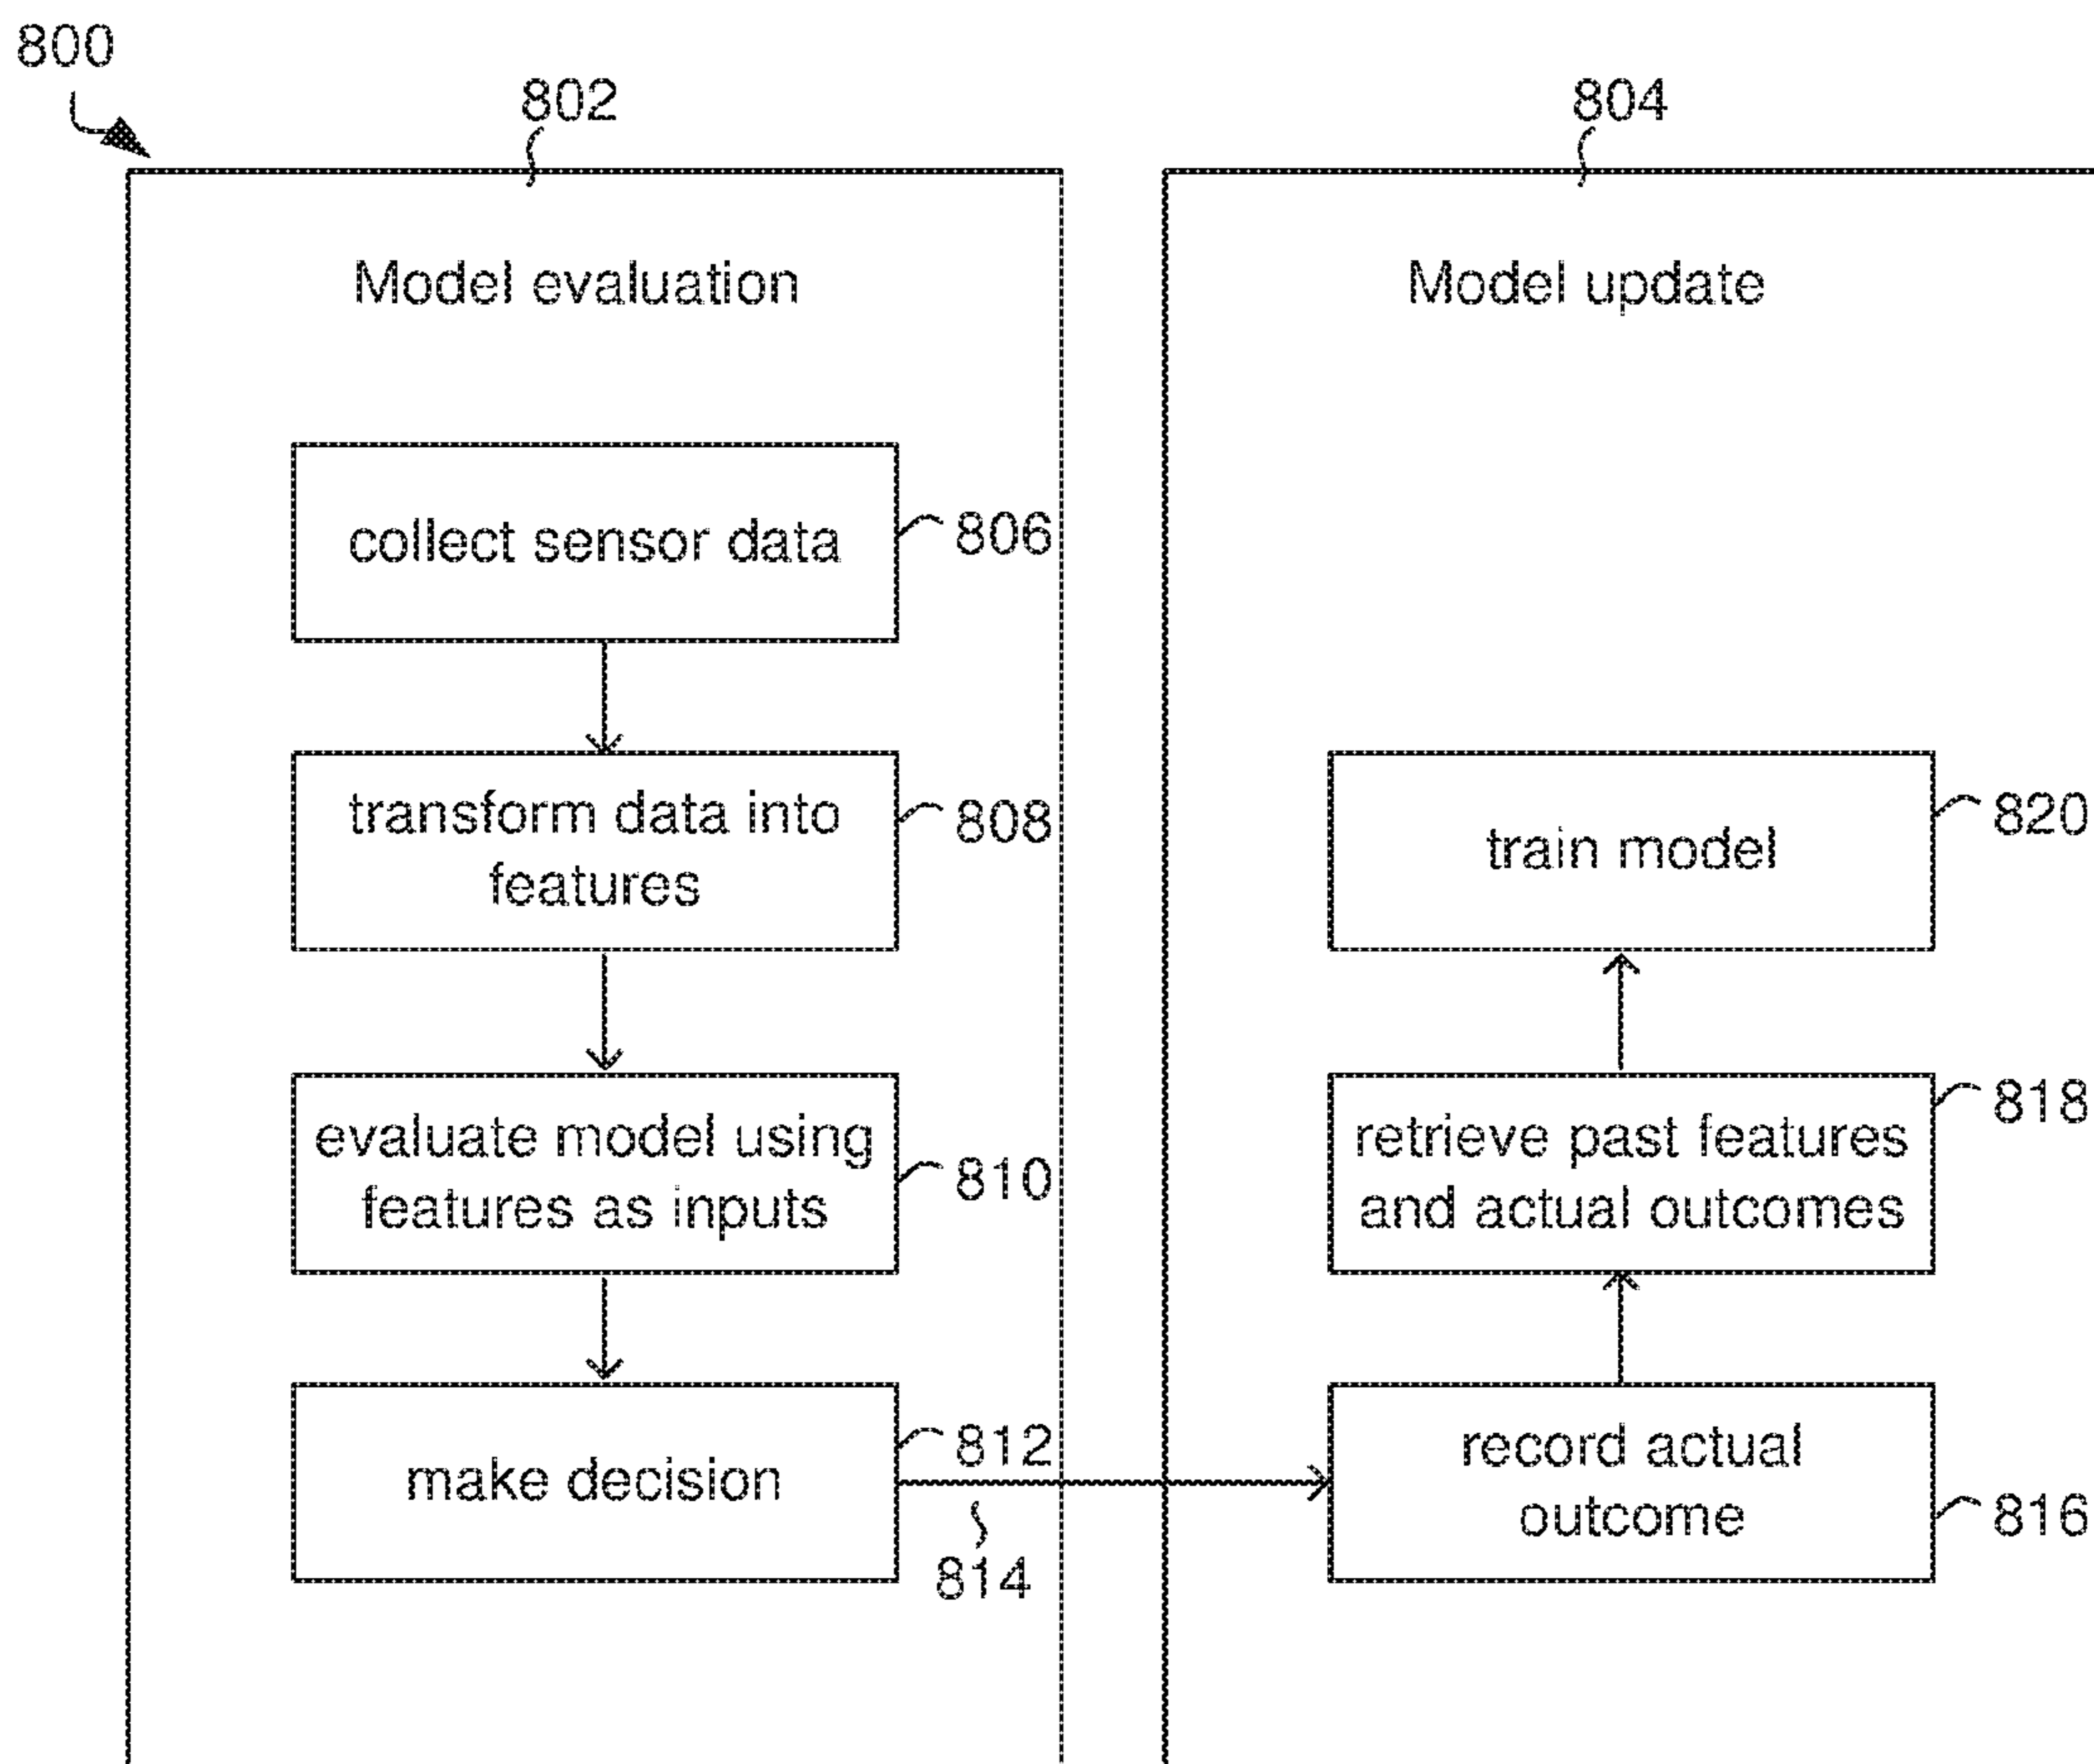 800
802
804
Model evaluation
Model update
collect sensor data
806
transform data into
features
808
evaluate model using
features as inputs
810
make decision
812
814
record actual
outcome
816
retrieve past features
and actual outcomes
818
train model
820